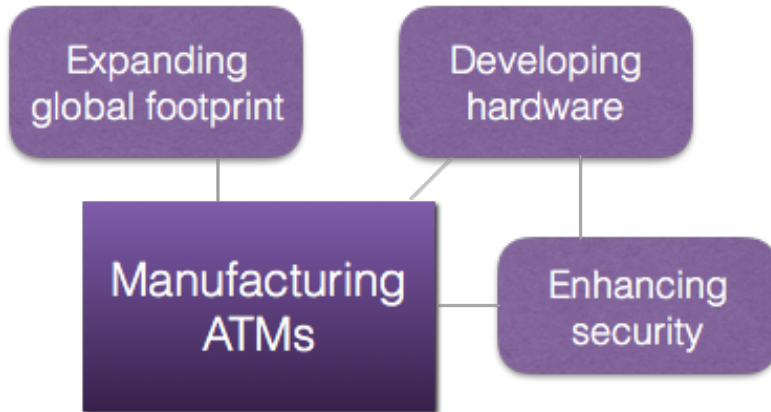 Expanding
global footprint
Developing
hardware
Manufacturing
ATMs
Enhancing
security